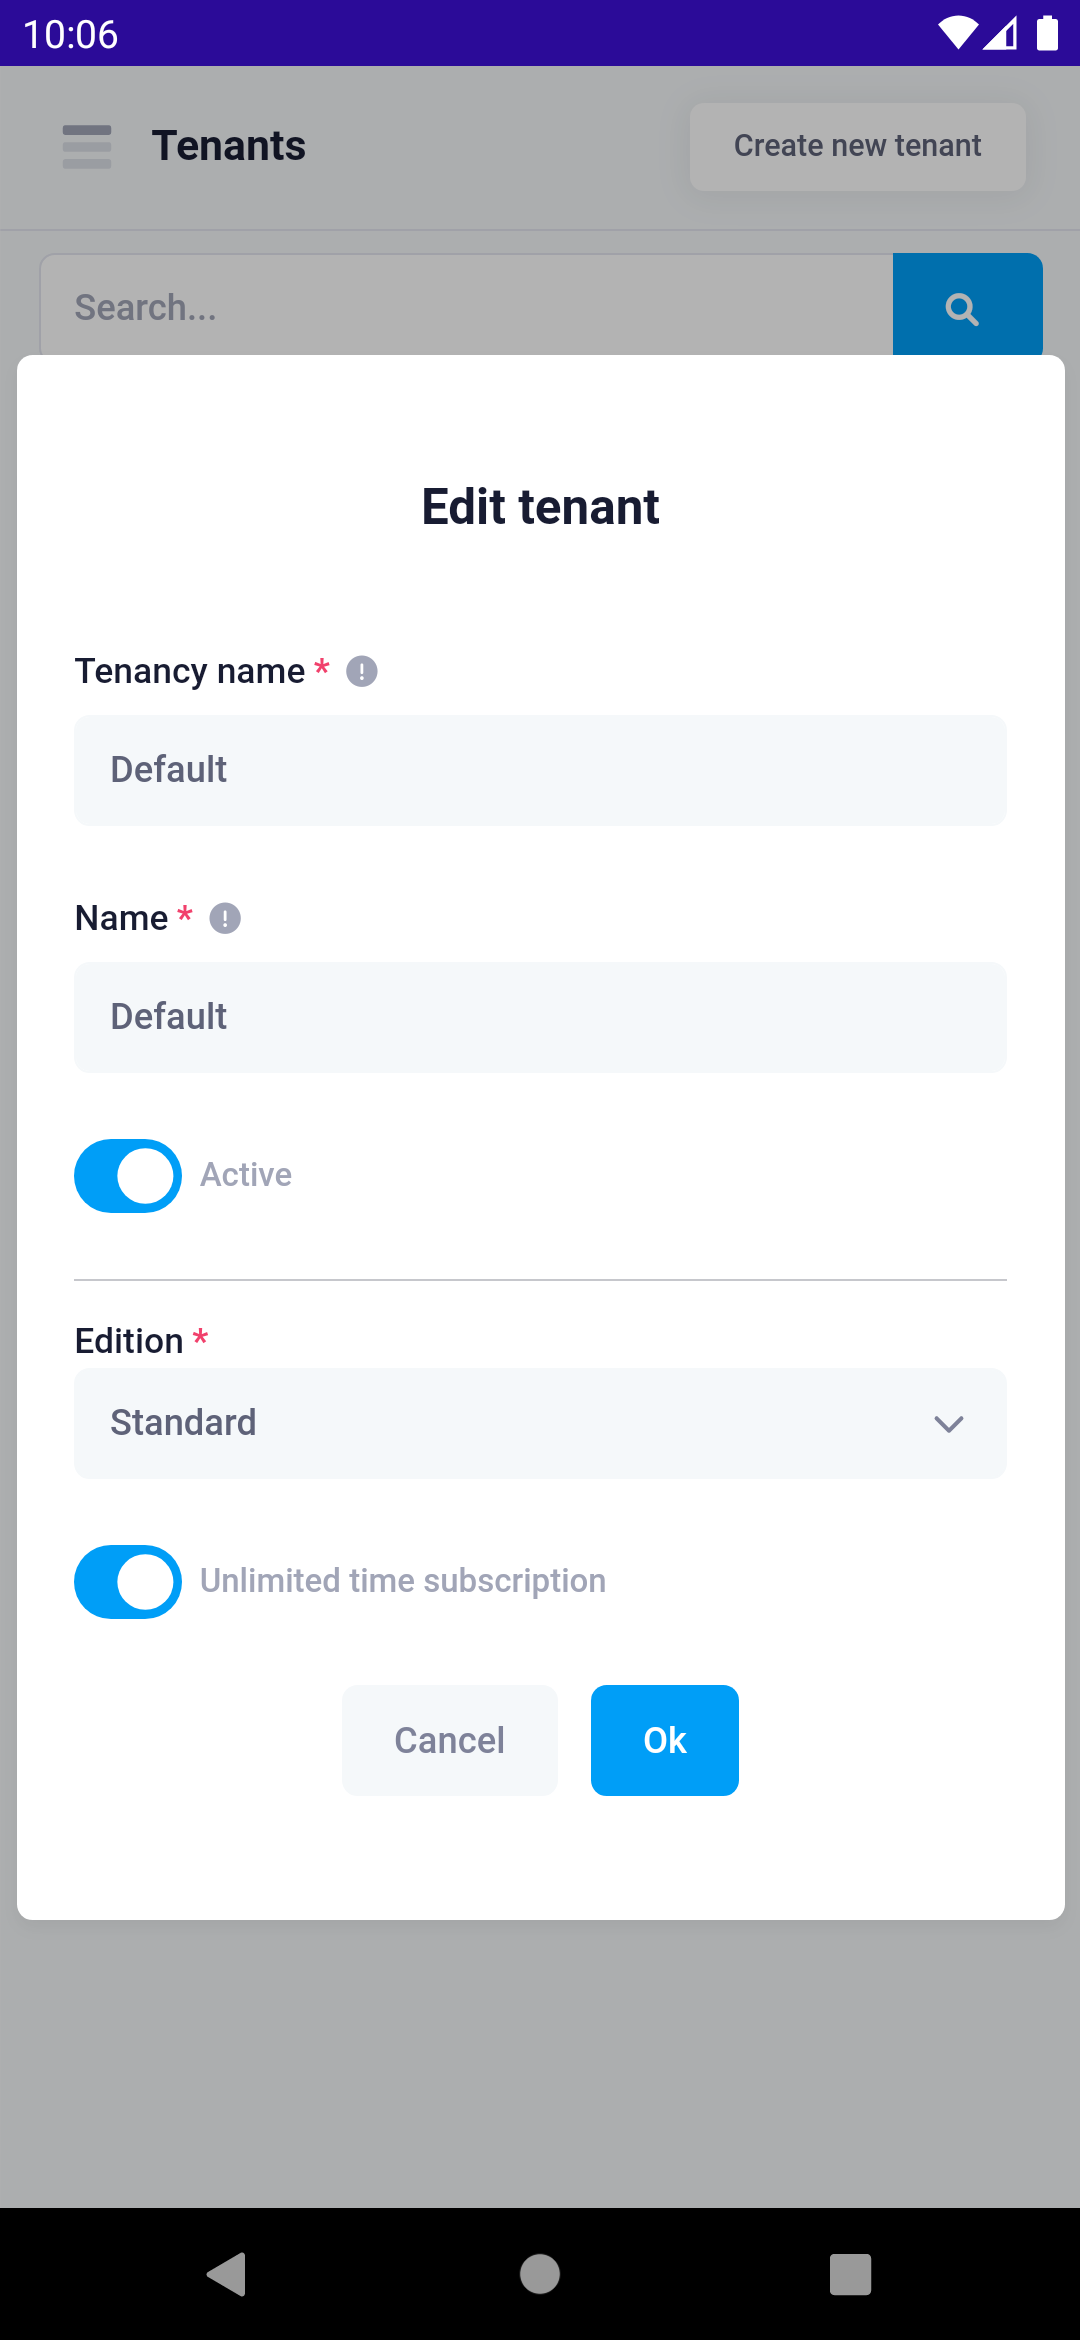 10:06
Tenants
Create new tenant
Search...
Edit tenant
Tenancy name *
Default
Name *
Default
Active
Edition *
Standard
Unlimited time subscription
Cancel
Ok